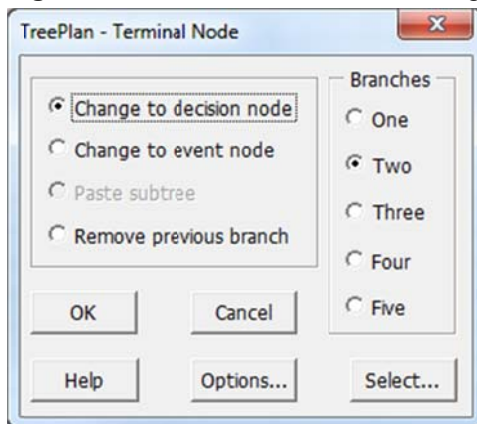 TreePlan - Terminal Node
x
Change to decision node
Change to event node
Paste subtree
Remove previous branch
Branches
One
Two
Three
Four
Five
OK
Cancel
Help
Options...
Select...